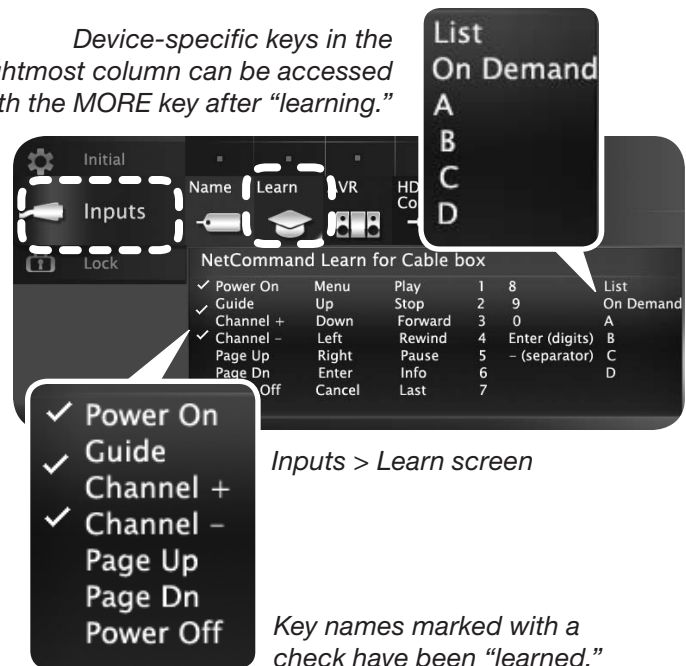 Device-specific keys in the
rightmost column can be accessed
with the MORE key after “learning.”
List
On Demand
A
B
C
D
Initial
Inputs
Lock
Name Learn AVR
NetCommand Learn for Cable box
✓ Power On Menu Play 1 8 List
✓ Guide Up Stop 2 9 On Demand
Channel + Down Forward 3 0 A
✓ Channel – Left Rewind 4 Enter (digits) B
Page Up Right Pause 5 – (separator) C
Page Dn Enter Info 6 D
Off Cancel Last 7
✓ Power On
✓ Guide
Channel +
✓ Channel –
Page Up
Page Dn
Power Off
Inputs > Learn screen
Key names marked with a
check have been “learned.”